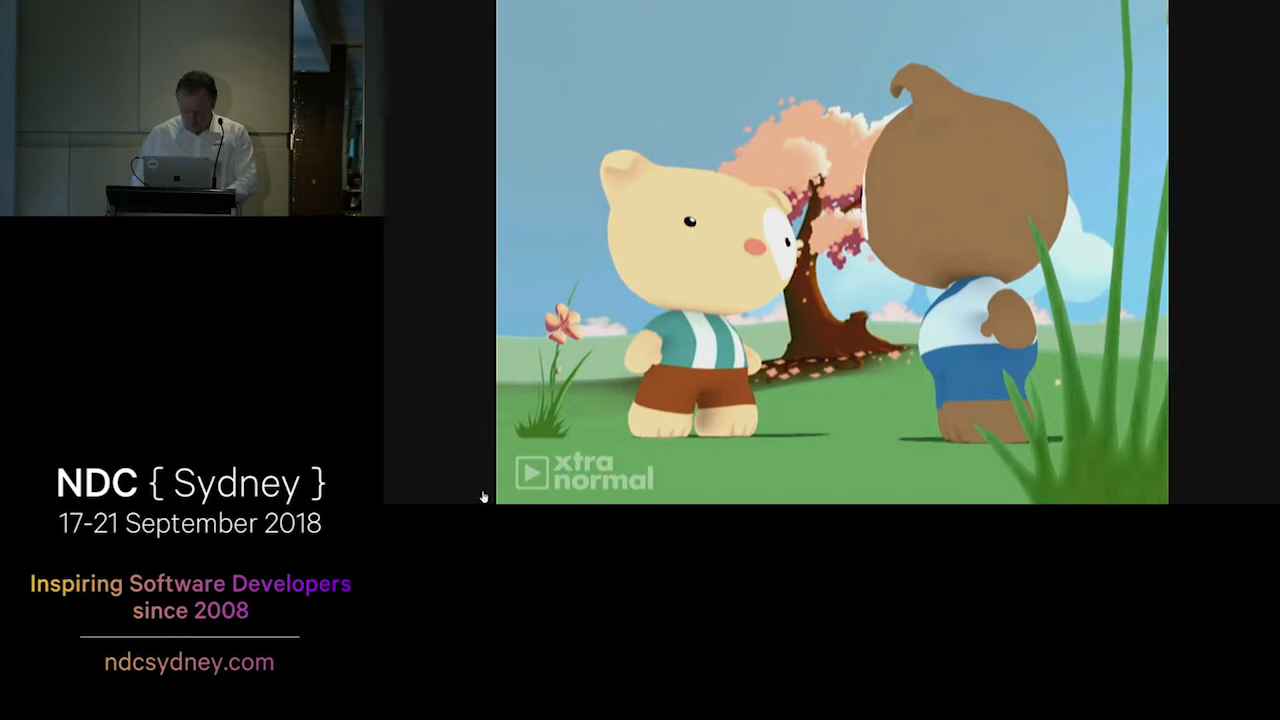 xtra
normal
NDC { Sydney }
17-21 September 2018
Inspiring Software Developers
since 2008
ndcsydney.com